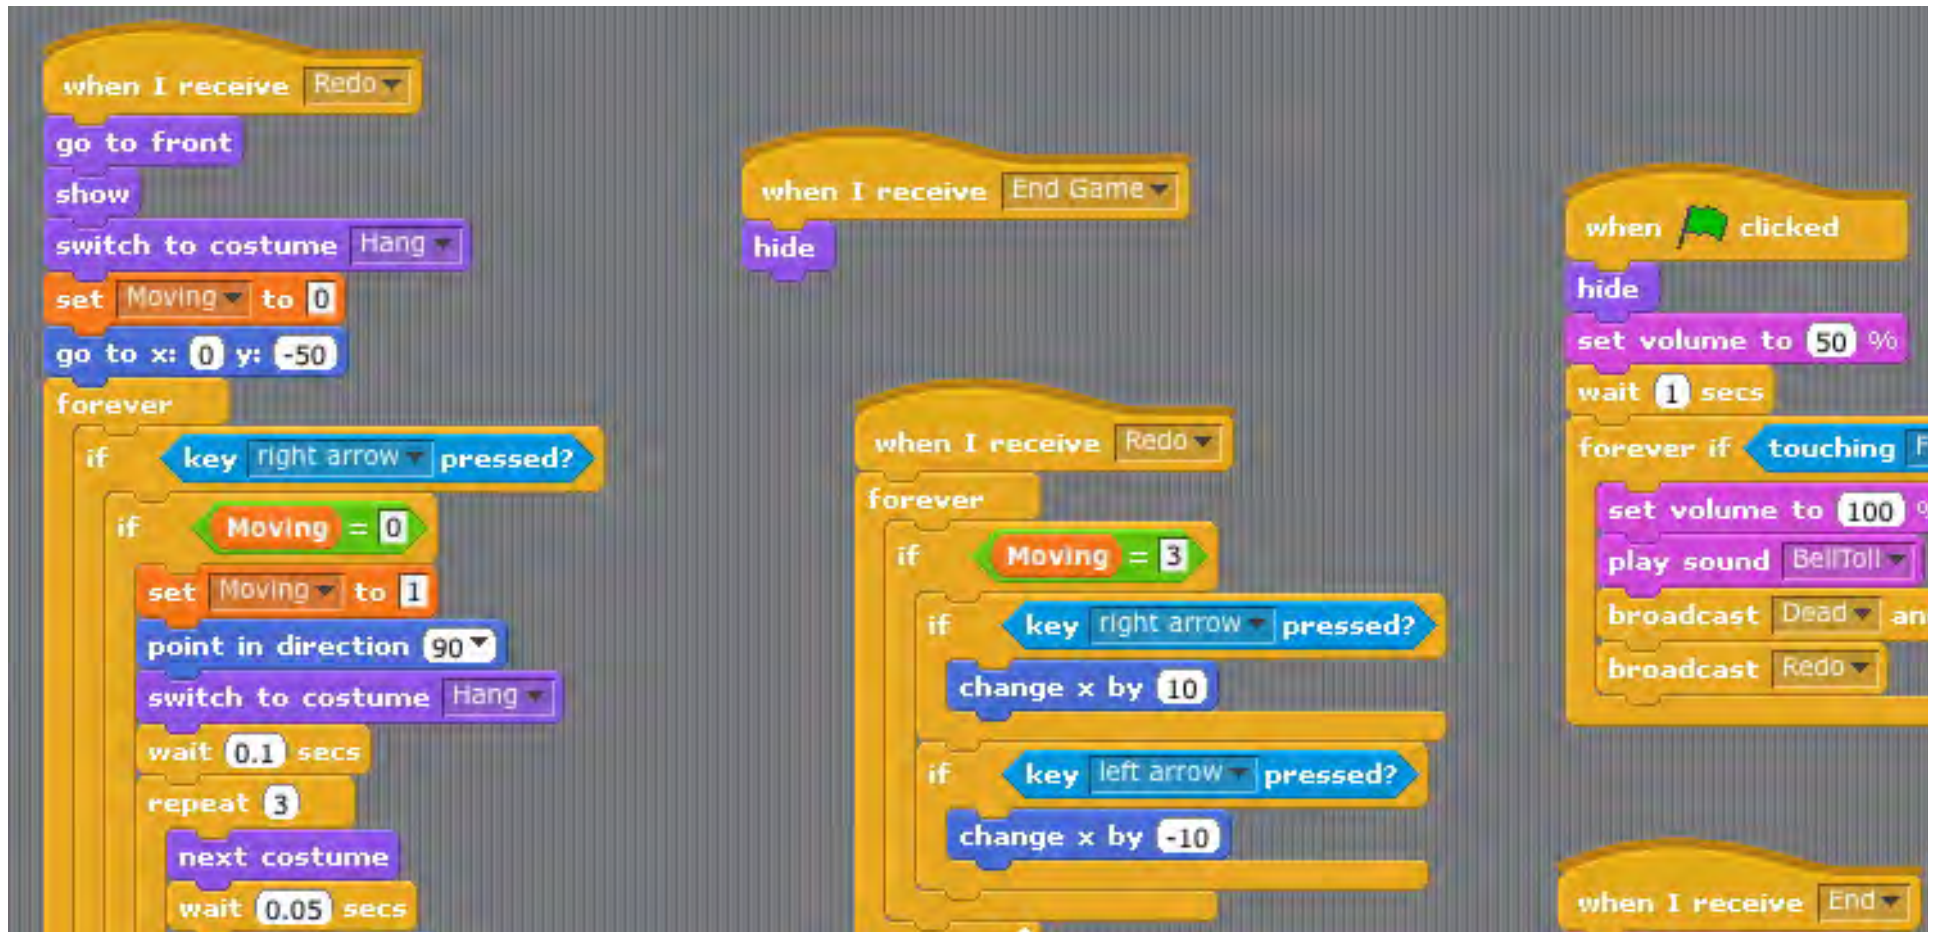 when I receive Redo
go to front
show
switch to costume Hang
set Moving to 0
go to x: 0 y: -50
forever
if key right arrow pressed?
if Moving = 0
set Moving to 1
point in direction 90
switch to costume Hang
wait 0.1 secs
repeat 3
next costume
wait 0.05 secs
when I receive End Game
hide
when I receive Redo
forever
if Moving = 3
if key right arrow pressed?
change x by 10
if key left arrow pressed?
change x by -10
when clicked
hide
set volume to 50 %
wait 1 secs
forever if touching
set volume to 100 %
play sound BellToll
broadcast Dead an
broadcast Redo
when I receive End